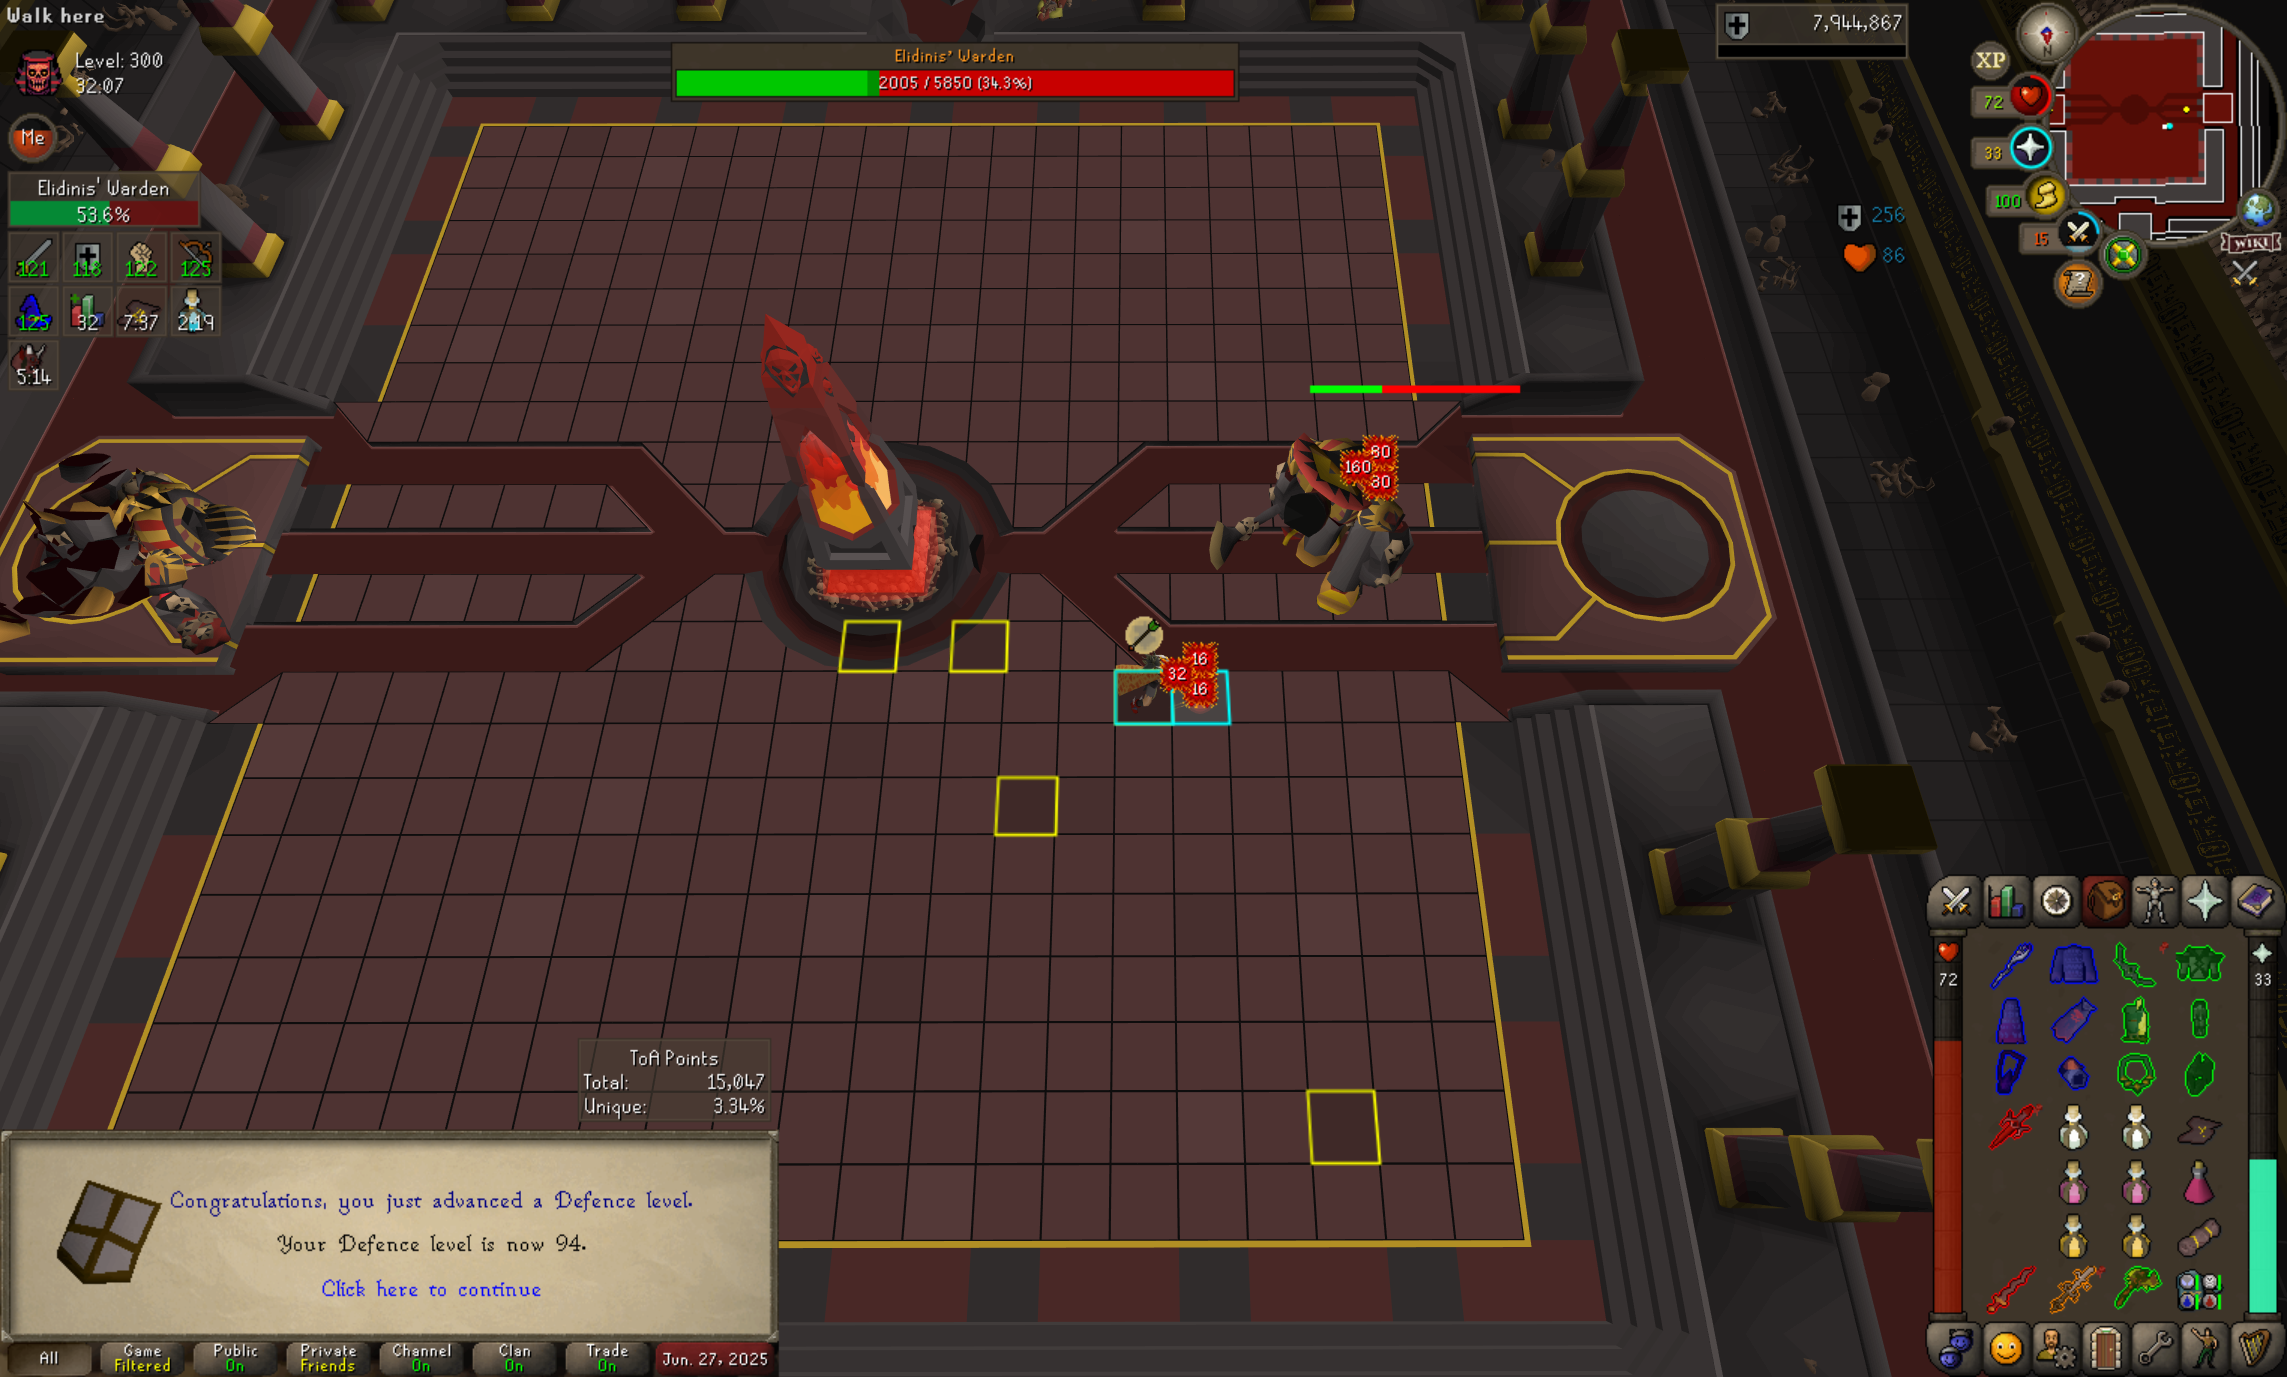 Walk here
Level: 300
32:07
Me
Elidinis' Warden
53.6%
121 118 122 125
125 32 7:37 2:19
5:14
Elidinis' Warden
2005 / 5850 (34.3%)
7,944,867
XP
N
72
33
100
15
WIKI
256
86
80
160
30
16
32
16
ToA Points
Total: 15,047
Unique: 3.34%
Congratulations, you just advanced a Defence level.
Your Defence level is now 94.
Click here to continue
All
Game
Filtered
Public
On
Private
Friends
Channel
On
Clan
On
Trade
On
Jun. 27, 2025
72
33